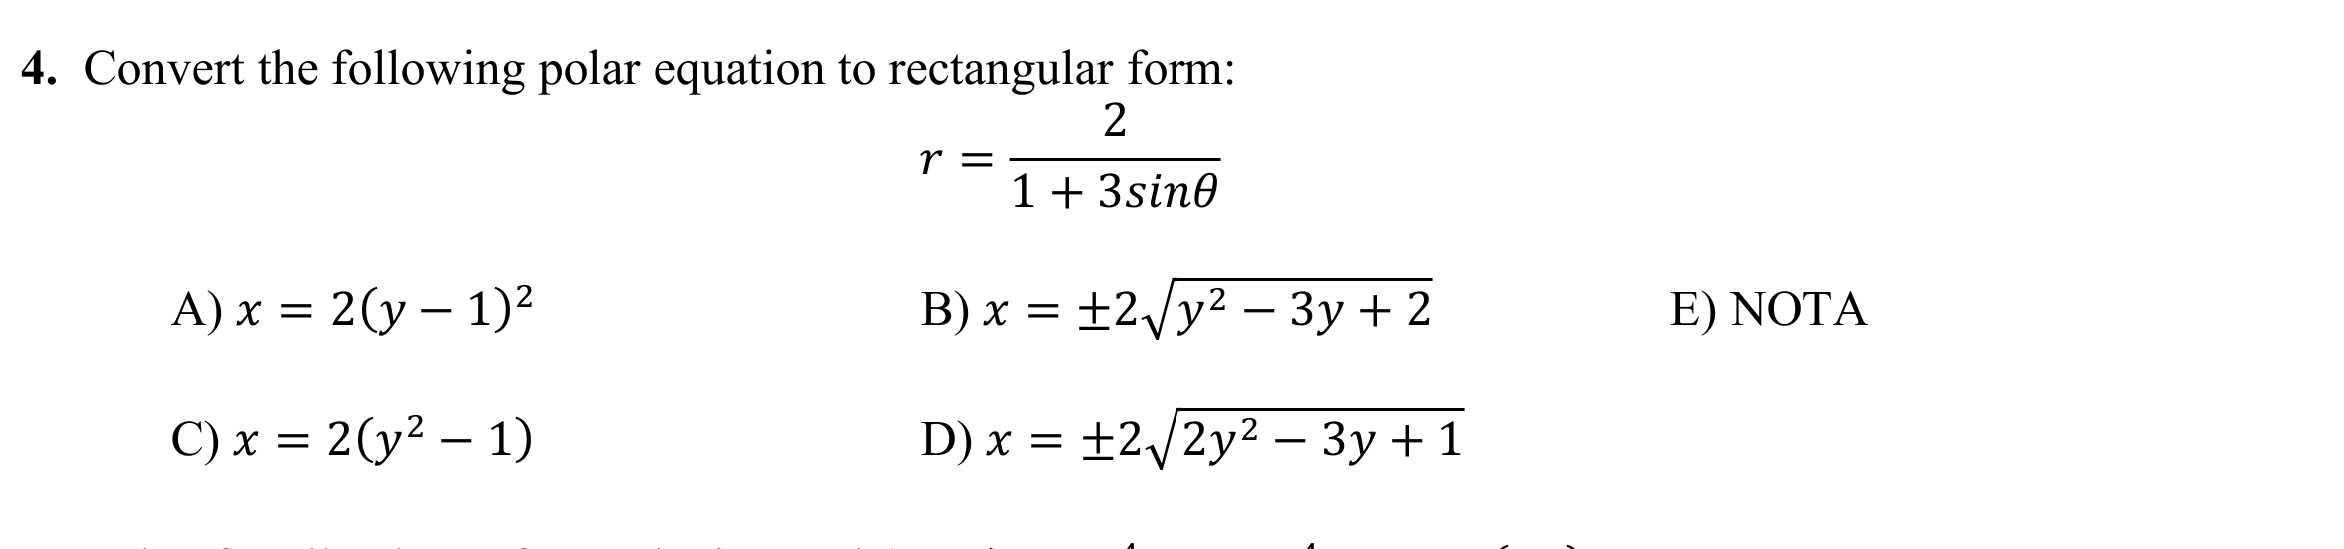 4. Convert the following polar equation to rectangular form:
r = 2 / (1 + 3sinθ)
A) x = 2(y − 1)²
B) x = ±2√(y² − 3y + 2)
E) NOTA
C) x = 2(y² − 1)
D) x = ±2√(2y² − 3y + 1)